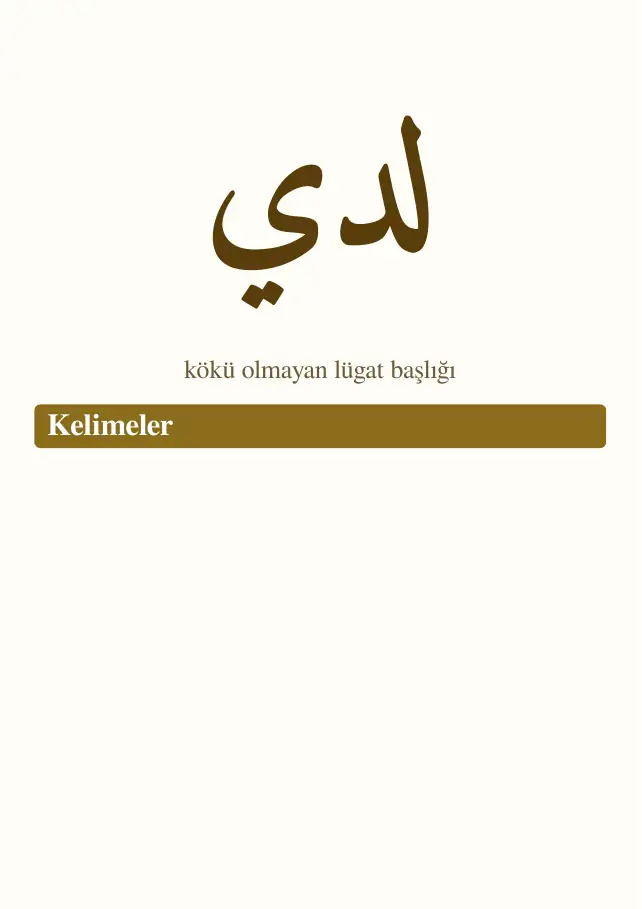 لدي
kökü olmayan lügat başlığı
Kelimeler